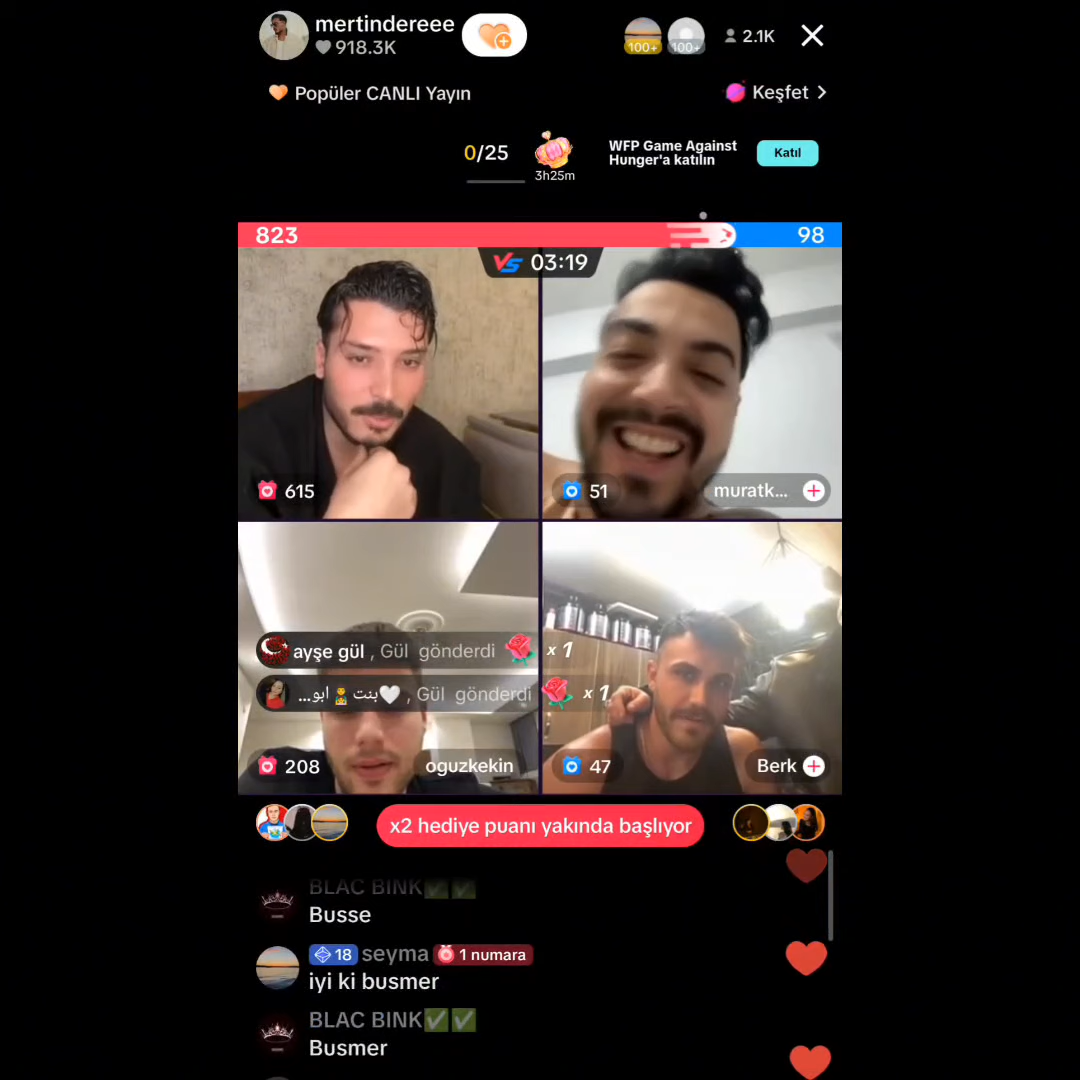 mertindereee
918.3K
100+
100+
2.1K
Popüler CANLI Yayın
Keşfet
0/25
3h25m
WFP Game Against
Hunger'a katılın
Katıl
823
98
VS 03:19
615
51
muratk...
ayşe gül , Gül gönderdi x 1
بنت 🤍 ابو... , Gül gönderdi x 1
208
oguzkekin
47
Berk
x2 hediye puanı yakında başlıyor
BLAC BINK✅✅
Busse
18 seyma 1 numara
iyi ki busmer
BLAC BINK✅✅
Busmer